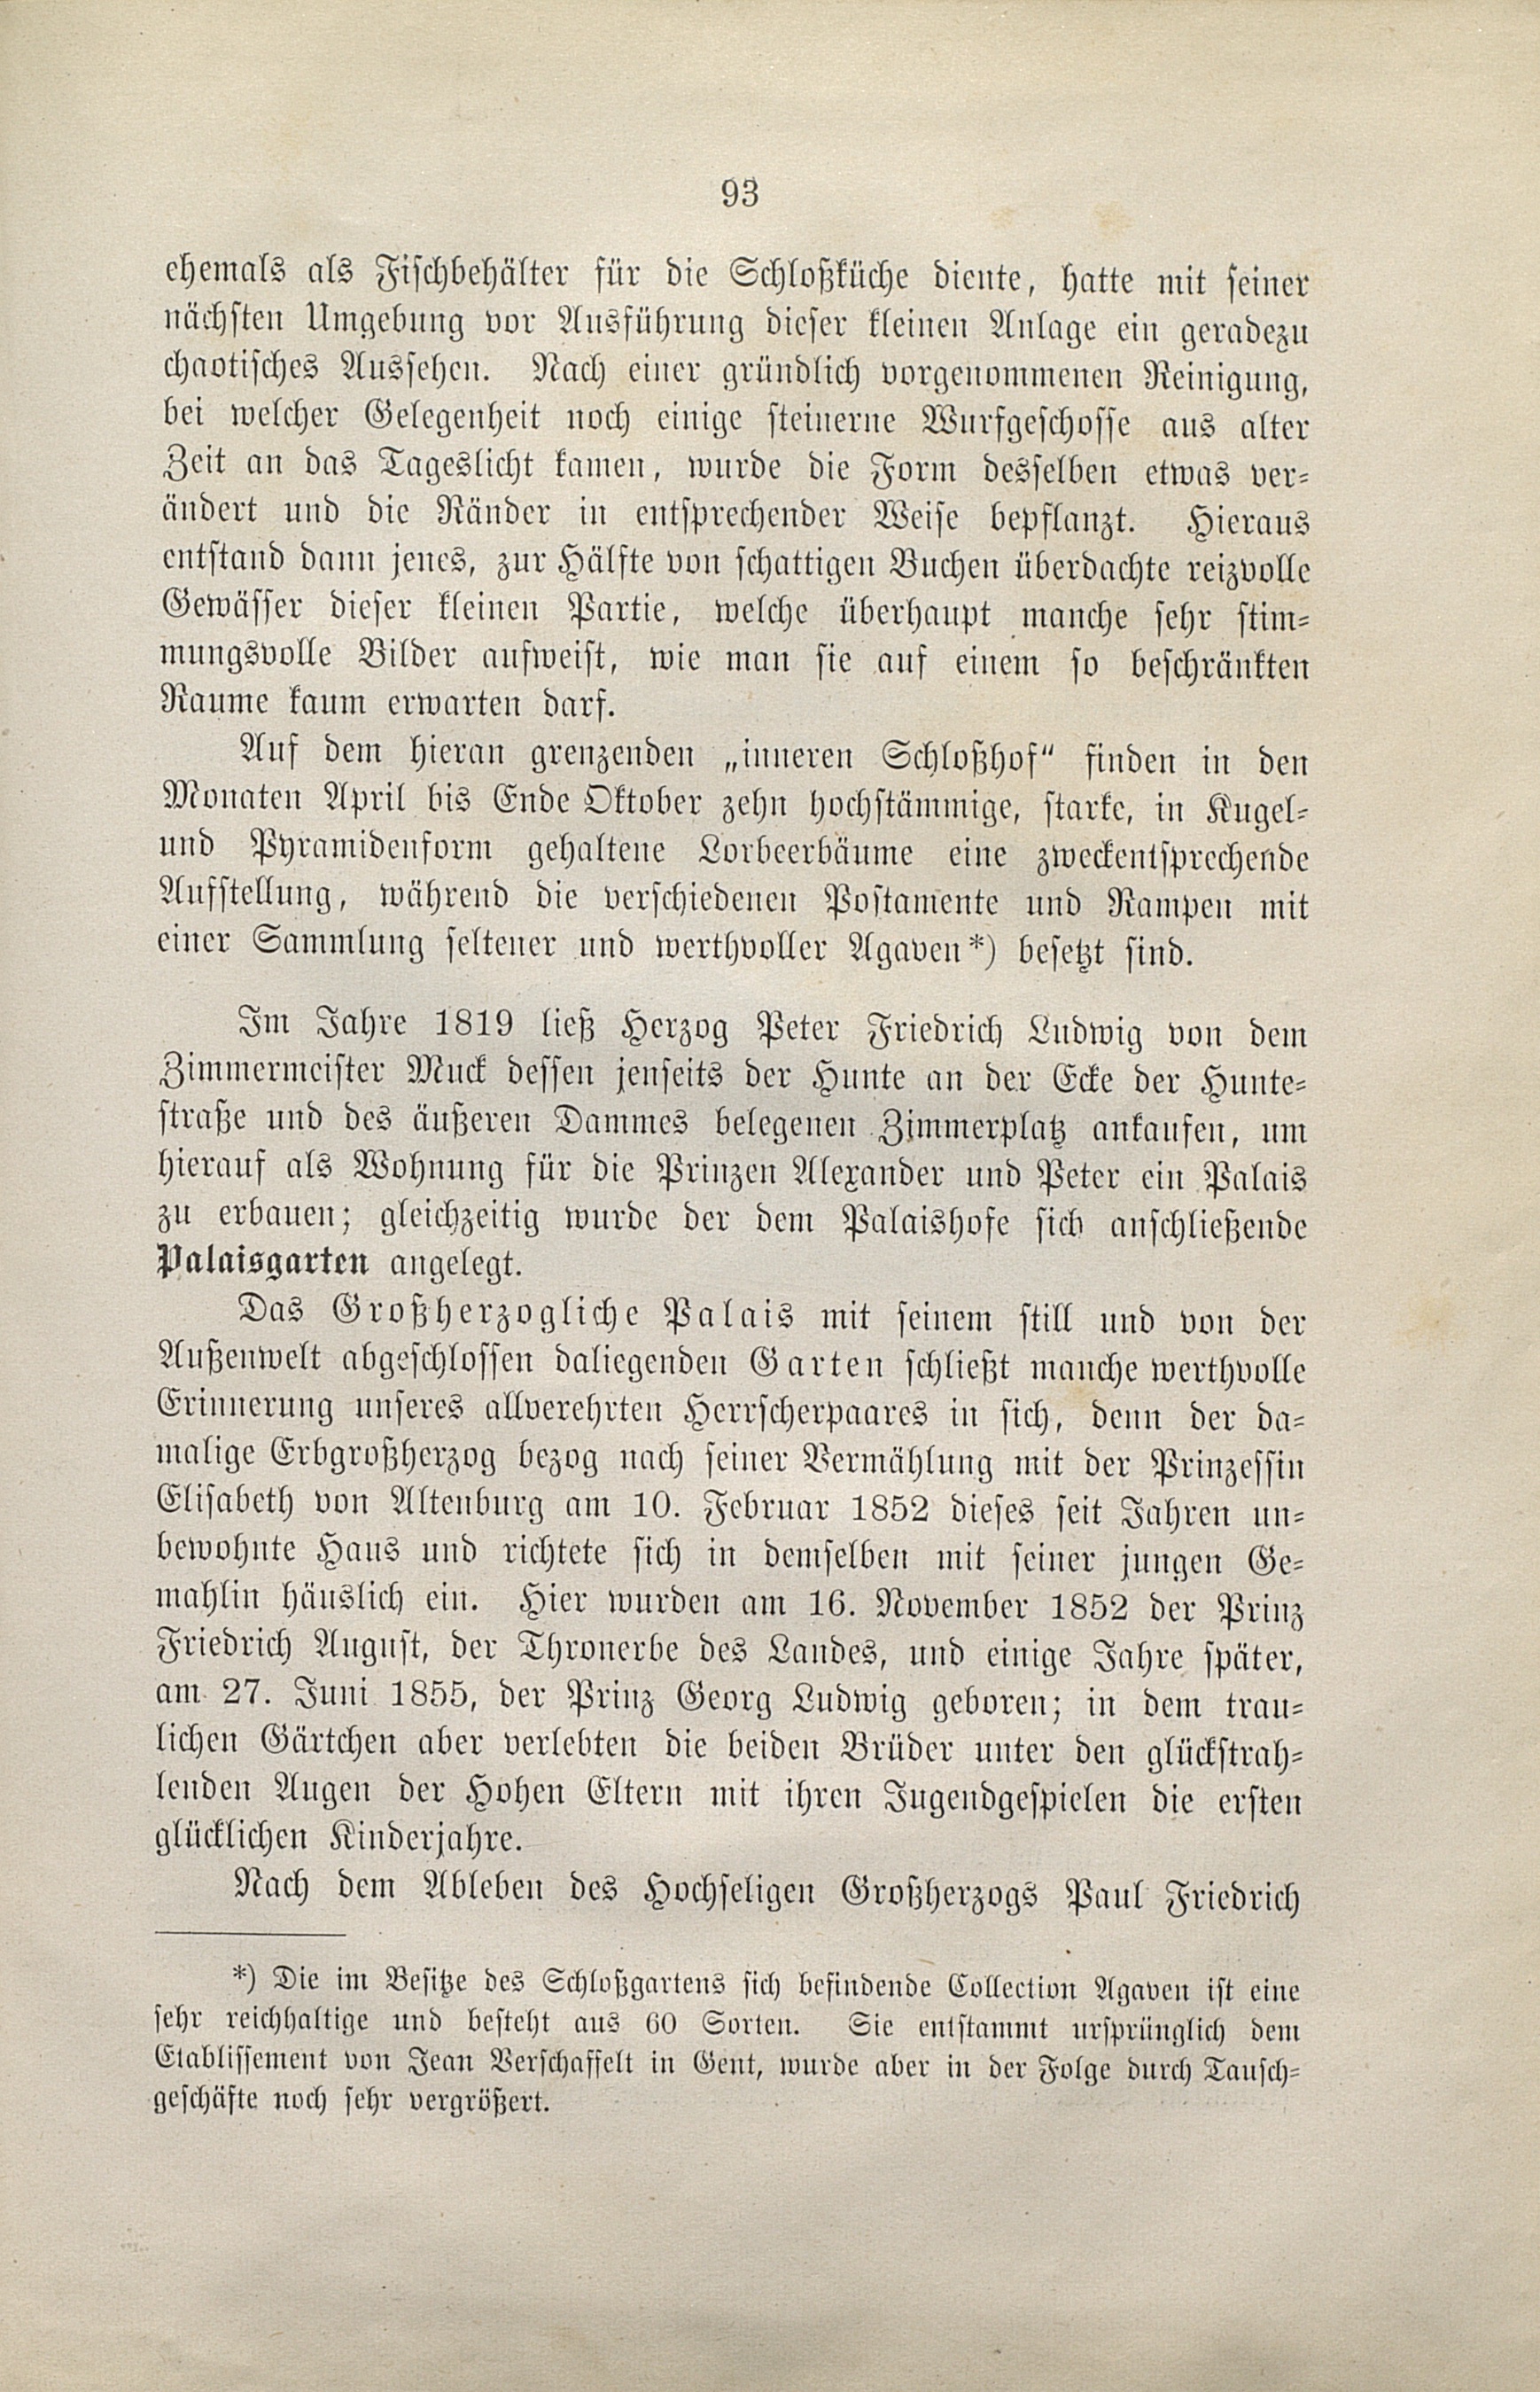 93
ehemals als Fischbehälter für die Schloßküche diente, hatte mit seiner
nächsten Umgebung vor Ausführung dieser kleinen Anlage ein geradezu
chaotisches Aussehen. Nach einer gründlich vorgenommenen Reinigung,
bei welcher Gelegenheit noch einige steinerne Wurfgeschosse aus alter
Zeit an das Tageslicht kamen, wurde die Form desselben etwas ver-
ändert und die Ränder in entsprechender Weise bepflanzt. Hieraus
entstand dann jenes, zur Hälfte von schattigen Buchen überdachte reizvolle
Gewässer dieser kleinen Partie, welche überhaupt manche sehr stim-
mungsvolle Bilder aufweist, wie man sie auf einem so beschränkten
Raume kaum erwarten darf.
Auf dem hieran grenzenden „inneren Schloßhof“ finden in den
Monaten April bis Ende Oktober zehn hochstämmige, starke, in Kugel-
und Pyramidenform gehaltene Lorbeerbäume eine zweckentsprechende
Aufstellung, während die verschiedenen Postamente und Rampen mit
einer Sammlung seltener und werthvoller Agaven*) besetzt sind.
Im Jahre 1819 ließ Herzog Peter Friedrich Ludwig von dem
Zimmermeister Muck dessen jenseits der Hunte an der Ecke der Hunte-
straße und des äußeren Dammes belegenen Zimmerplatz ankaufen, um
hierauf als Wohnung für die Prinzen Alexander und Peter ein Palais
zu erbauen; gleichzeitig wurde der dem Palaishofe sich anschließende
Palaisgarten angelegt.
Das Großherzogliche Palais mit seinem still und von der
Außenwelt abgeschlossen daliegenden Garten schließt manche werthvolle
Erinnerung unseres allverehrten Herrscherpaares in sich, denn der da-
malige Erbgroßherzog bezog nach seiner Vermählung mit der Prinzessin
Elisabeth von Altenburg am 10. Februar 1852 dieses seit Jahren un-
bewohnte Haus und richtete sich in demselben mit seiner jungen Ge-
mahlin häuslich ein. Hier wurden am 16. November 1852 der Prinz
Friedrich August, der Thronerbe des Landes, und einige Jahre später,
am 27. Juni 1855, der Prinz Georg Ludwig geboren; in dem trau-
lichen Gärtchen aber verlebten die beiden Brüder unter den glückstrah-
lenden Augen der Hohen Eltern mit ihren Jugendgespielen die ersten
glücklichen Kinderjahre.
Nach dem Ableben des Hochseligen Großherzogs Paul Friedrich
*) Die im Besitze des Schloßgartens sich befindende Collection Agaven ist eine
sehr reichhaltige und besteht aus 60 Sorten. Sie entstammt ursprünglich dem
Etablissement von Jean Verschaffelt in Gent, wurde aber in der Folge durch Tausch-
geschäfte noch sehr vergrößert.